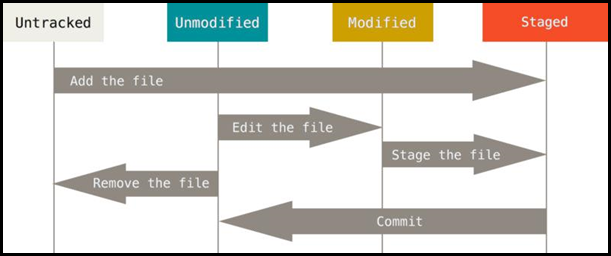 Untracked
Unmodified
Modified
Staged
Add the file
Edit the file
Stage the file
Remove the file
Commit